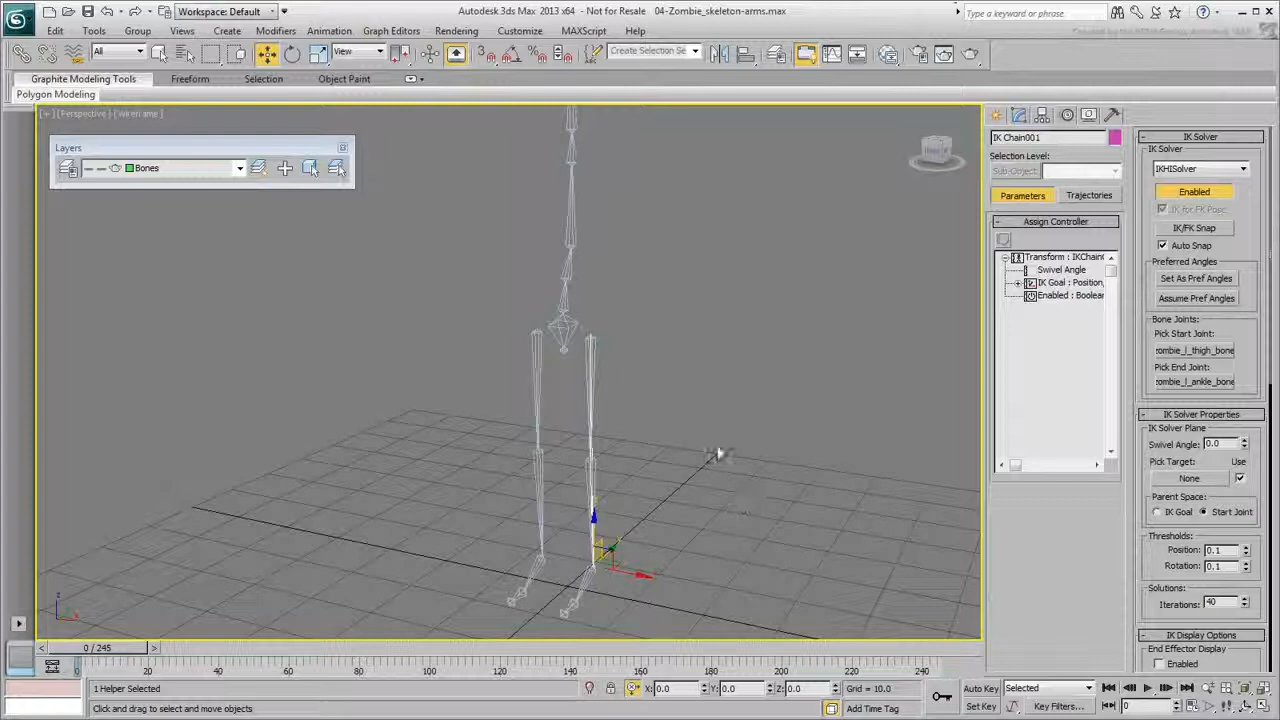 Workspace: Default
Autodesk 3ds Max 2013 x64 - Not for Resale 04-Zombie_skeleton-arms.max
Type a keyword or phrase
Edit Tools Group Views Create Modifiers Animation Graph Editors Rendering Customize MAXScript Help
All
View
Create Selection Se
Graphite Modeling Tools Freeform Selection Object Paint
Polygon Modeling
[ + ] [Perspective ] [Wireframe ]
Layers
Bones
IK Chain001
Selection Level:
Sub-Object:
Parameters Trajectories
Assign Controller
Transform : IKChain
Swivel Angle
IK Goal : Position,
Enabled : Boolean
IK Solver
IK Solver
IKHISolver
Enabled
IK for FK Pose
IK/FK Snap
Auto Snap
Preferred Angles
Set As Pref Angles
Assume Pref Angles
Bone Joints:
Pick Start Joint:
zombie_l_thigh_bone
Pick End Joint:
zombie_l_ankle_bone
IK Solver Properties
IK Solver Plane
Swivel Angle: 0.0
Pick Target: Use
None
Parent Space:
IK Goal Start Joint
Thresholds:
Position: 0.1
Rotation: 0.1
Solutions:
Iterations: 40
IK Display Options
End Effector Display
Enabled
z
x
0 / 245
20 40 60 80 100 120 140 160 180 200 220 240
1 Helper Selected
X: 0.0 Y: 0.0 Z: 0.0 Grid = 10.0
Auto Key Selected
Click and drag to select and move objects
Add Time Tag
Set Key Key Filters... 0